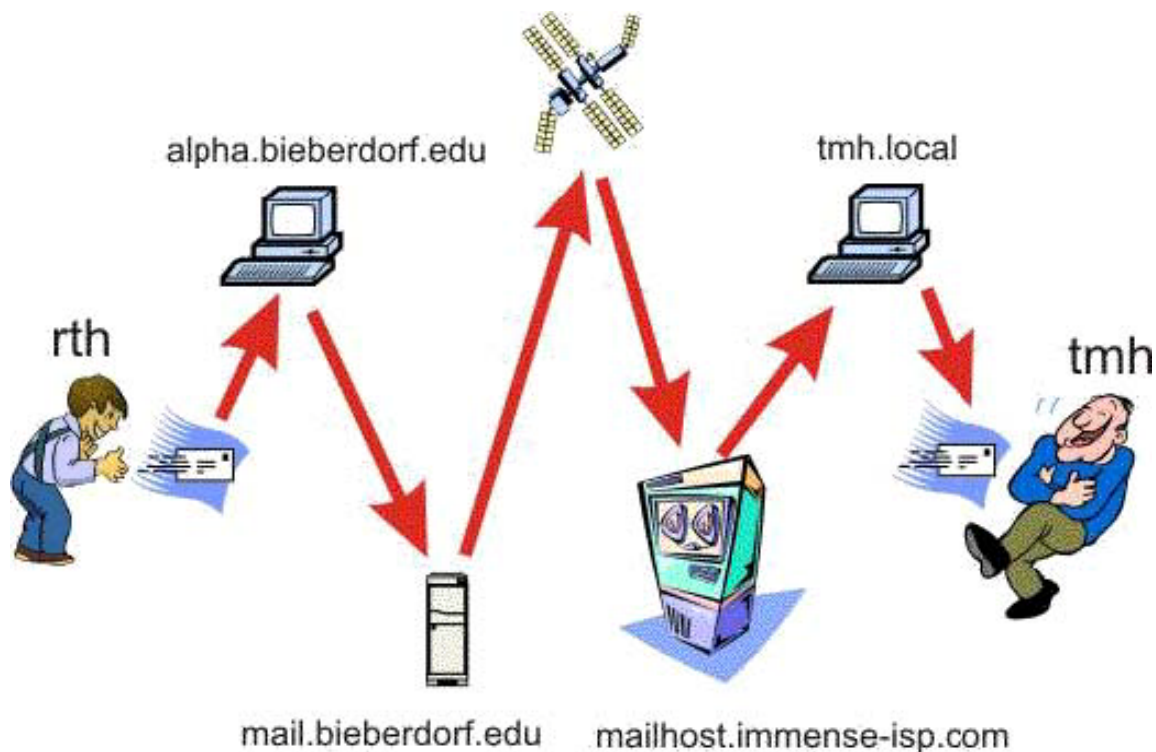 alpha.bieberdorf.edu
tmh.local
rth
tmh
mail.bieberdorf.edu
mailhost.immense-isp.com